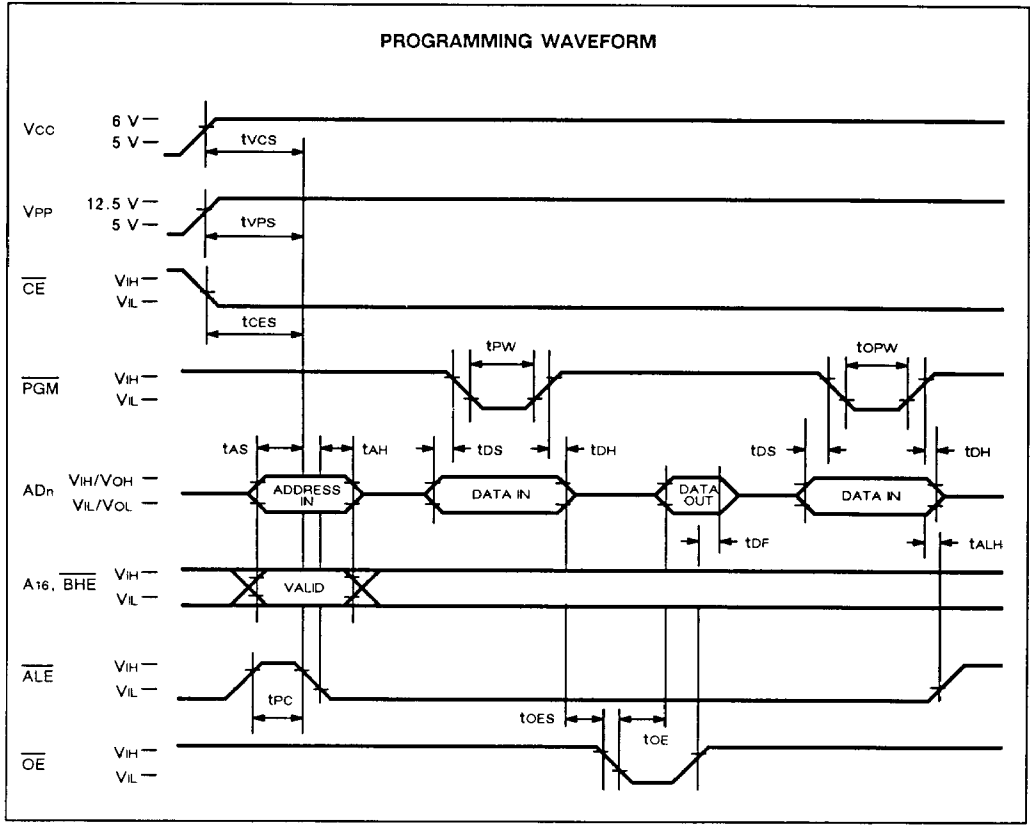 PROGRAMMING WAVEFORM
VCC 6 V
5 V
tVCS
VPP 12.5 V
5 V
tVPS
CE VIH
VIL
tCES
PGM VIH
VIL
tPW tOPW
tAS tAH tDS tDH tDS tDH
ADn VIH/VOH
VIL/VOL
ADDRESS IN
DATA IN
DATA OUT
DATA IN
tDF tALH
A16, BHE VIH
VIL
VALID
ALE VIH
VIL
tPC
tOES tOE
OE VIH
VIL